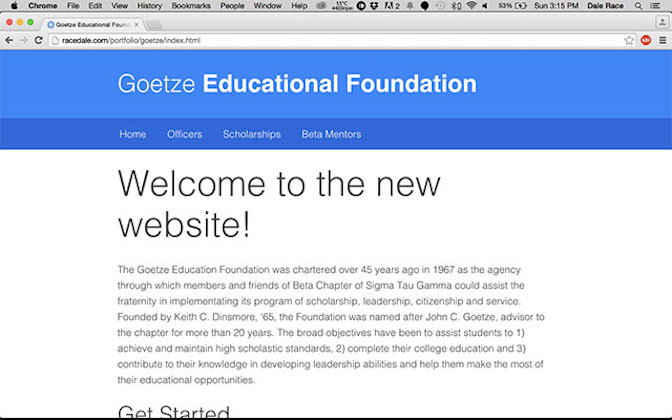 Chrome File Edit View History Bookmarks People Window Help 55°C 4409rpm 2 53% Sun 3:15 PM Dale Race
Goetze Educational Found
racedale.com/portfolio/goetze/index.html
Goetze Educational Foundation
Home Officers Scholarships Beta Mentors
Welcome to the new
website!
The Goetze Education Foundation was chartered over 45 years ago in 1967 as the agency
through which members and friends of Beta Chapter of Sigma Tau Gamma could assist the
fraternity in implementating its program of scholarship, leadership, citizenship and service.
Founded by Keith C. Dinsmore, '65, the Foundation was named after John C. Goetze, advisor to
the chapter for more than 20 years. The broad objectives have been to assist students to 1)
achieve and maintain high scholastic standards, 2) complete their college education and 3)
contribute to their knowledge in developing leadership abilities and help them make the most of
their educational opportunities.
Get Started